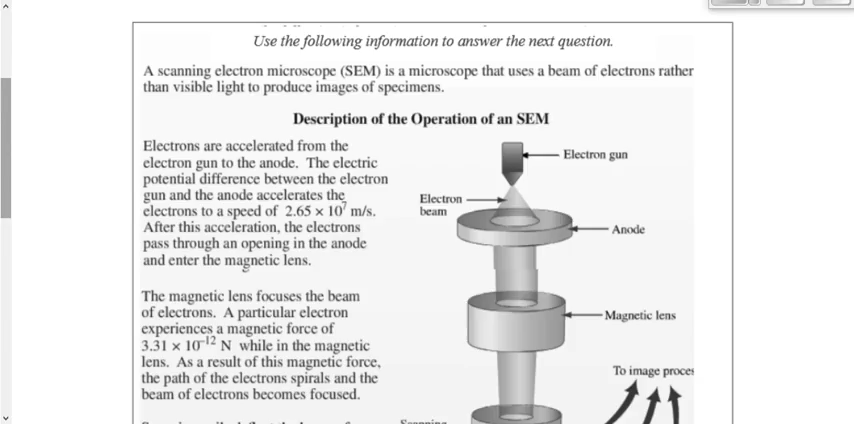 Use the following information to answer the next question.
A scanning electron microscope (SEM) is a microscope that uses a beam of electrons rather
than visible light to produce images of specimens.
Description of the Operation of an SEM
Electrons are accelerated from the
electron gun to the anode. The electric
potential difference between the electron
gun and the anode accelerates the
electrons to a speed of 2.65 × 10⁷ m/s.
After this acceleration, the electrons
pass through an opening in the anode
and enter the magnetic lens.
The magnetic lens focuses the beam
of electrons. A particular electron
experiences a magnetic force of
3.31 × 10⁻¹² N while in the magnetic
lens. As a result of this magnetic force,
the path of the electrons spirals and the
beam of electrons becomes focused.
Electron gun
Electron
beam
Anode
Magnetic lens
To image proces